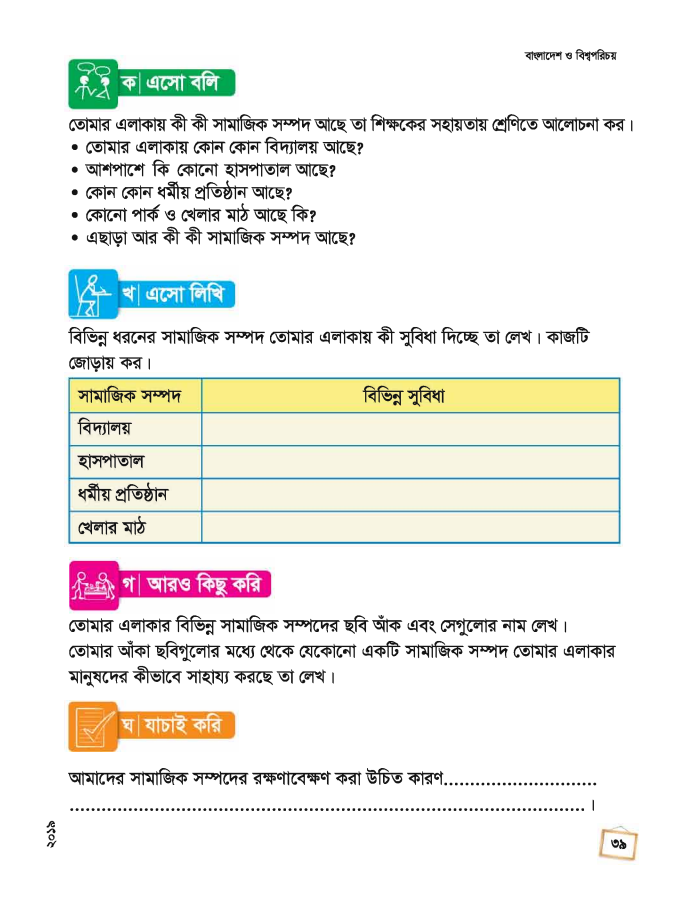 বাংলাদেশ ও বিশ্বপরিচয়
ক| এসো বলি
তোমার এলাকায় কী কী সামাজিক সম্পদ আছে তা শিক্ষকের সহায়তায় শ্রেণিতে আলোচনা কর।
• তোমার এলাকায় কোন কোন বিদ্যালয় আছে?
• আশপাশে কি কোনো হাসপাতাল আছে?
• কোন কোন ধর্মীয় প্রতিষ্ঠান আছে?
• কোনো পার্ক ও খেলার মাঠ আছে কি?
• এছাড়া আর কী কী সামাজিক সম্পদ আছে?
খ| এসো লিখি
বিভিন্ন ধরনের সামাজিক সম্পদ তোমার এলাকায় কী সুবিধা দিচ্ছে তা লেখ। কাজটি
জোড়ায় কর।
সামাজিক সম্পদ বিভিন্ন সুবিধা
বিদ্যালয়
হাসপাতাল
ধর্মীয় প্রতিষ্ঠান
খেলার মাঠ
গ| আরও কিছু করি
তোমার এলাকার বিভিন্ন সামাজিক সম্পদের ছবি আঁক এবং সেগুলোর নাম লেখ।
তোমার আঁকা ছবিগুলোর মধ্যে থেকে যেকোনো একটি সামাজিক সম্পদ তোমার এলাকার
মানুষদের কীভাবে সাহায্য করছে তা লেখ।
ঘ| যাচাই করি
আমাদের সামাজিক সম্পদের রক্ষণাবেক্ষণ করা উচিত কারণ.............................
................................................................................................. ।
২০১৯
৩৯